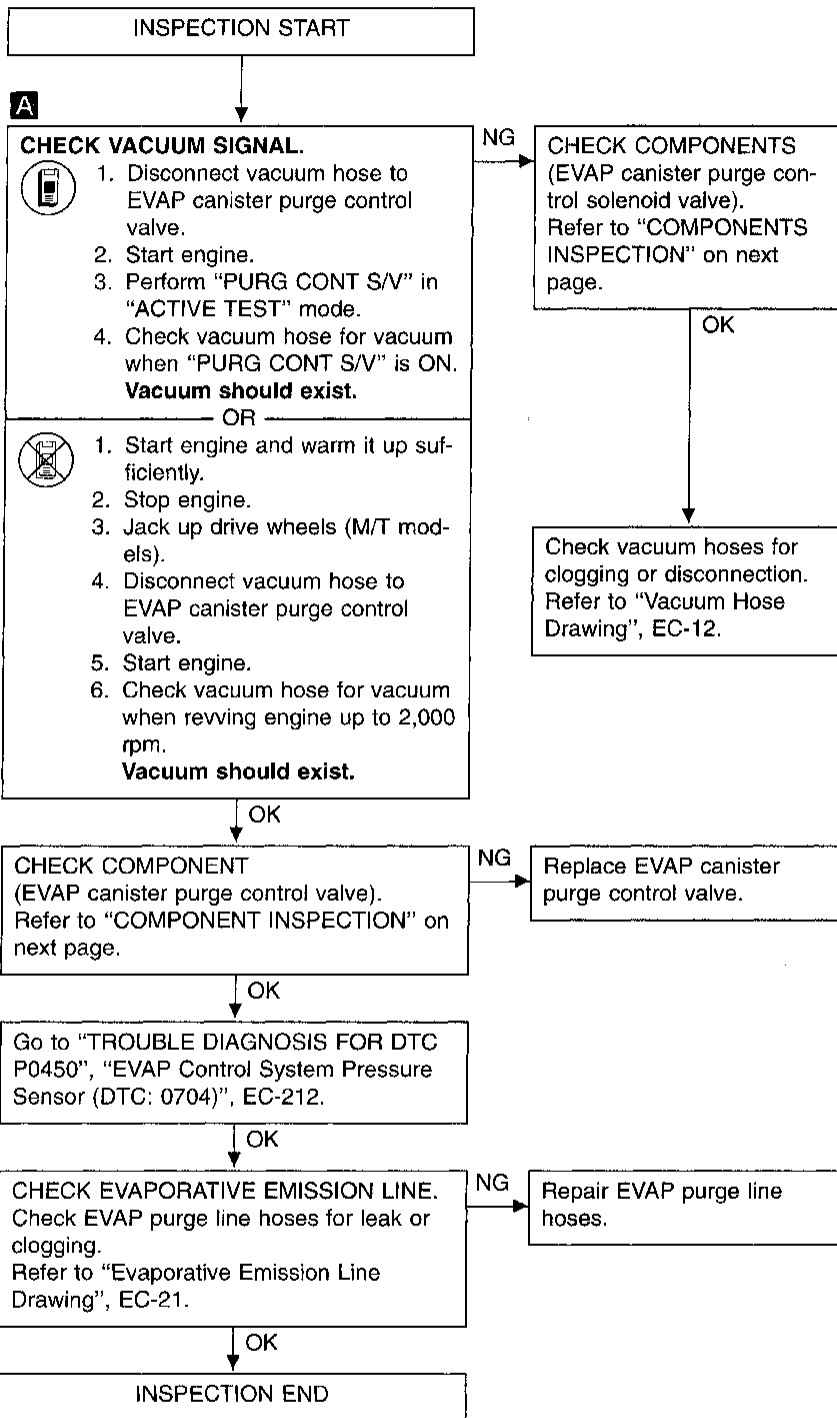 INSPECTION START
A
CHECK VACUUM SIGNAL.
1. Disconnect vacuum hose to
EVAP canister purge control
valve.
2. Start engine.
3. Perform “PURG CONT S/V” in
“ACTIVE TEST” mode.
4. Check vacuum hose for vacuum
when “PURG CONT S/V” is ON.
Vacuum should exist.
OR
1. Start engine and warm it up suf-
ficiently.
2. Stop engine.
3. Jack up drive wheels (M/T mod-
els).
4. Disconnect vacuum hose to
EVAP canister purge control
valve.
5. Start engine.
6. Check vacuum hose for vacuum
when revving engine up to 2,000
rpm.
Vacuum should exist.
NG
CHECK COMPONENTS
(EVAP canister purge con-
trol solenoid valve).
Refer to “COMPONENTS
INSPECTION” on next
page.
OK
Check vacuum hoses for
clogging or disconnection.
Refer to “Vacuum Hose
Drawing”, EC-12.
OK
CHECK COMPONENT
(EVAP canister purge control valve).
Refer to “COMPONENT INSPECTION” on
next page.
NG
Replace EVAP canister
purge control valve.
OK
Go to “TROUBLE DIAGNOSIS FOR DTC
P0450”, “EVAP Control System Pressure
Sensor (DTC: 0704)”, EC-212.
OK
CHECK EVAPORATIVE EMISSION LINE.
Check EVAP purge line hoses for leak or
clogging.
Refer to “Evaporative Emission Line
Drawing”, EC-21.
NG
Repair EVAP purge line
hoses.
OK
INSPECTION END